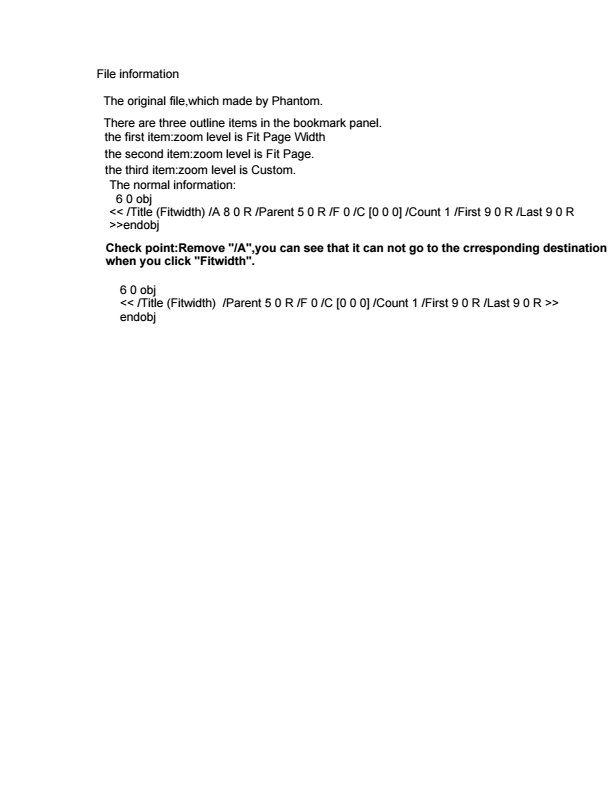 File information
The original file,which made by Phantom.
There are three outline items in the bookmark panel.
the first item:zoom level is Fit Page Width
the second item:zoom level is Fit Page.
the third item:zoom level is Custom.
The normal information:
6 0 obj
<< /Title (Fitwidth) /A 8 0 R /Parent 5 0 R /F 0 /C [0 0 0] /Count 1 /First 9 0 R /Last 9 0 R
>>endobj
Check point:Remove "/A",you can see that it can not go to the crresponding destination
when you click "Fitwidth".
6 0 obj
<< /Title (Fitwidth)  /Parent 5 0 R /F 0 /C [0 0 0] /Count 1 /First 9 0 R /Last 9 0 R >>
endobj